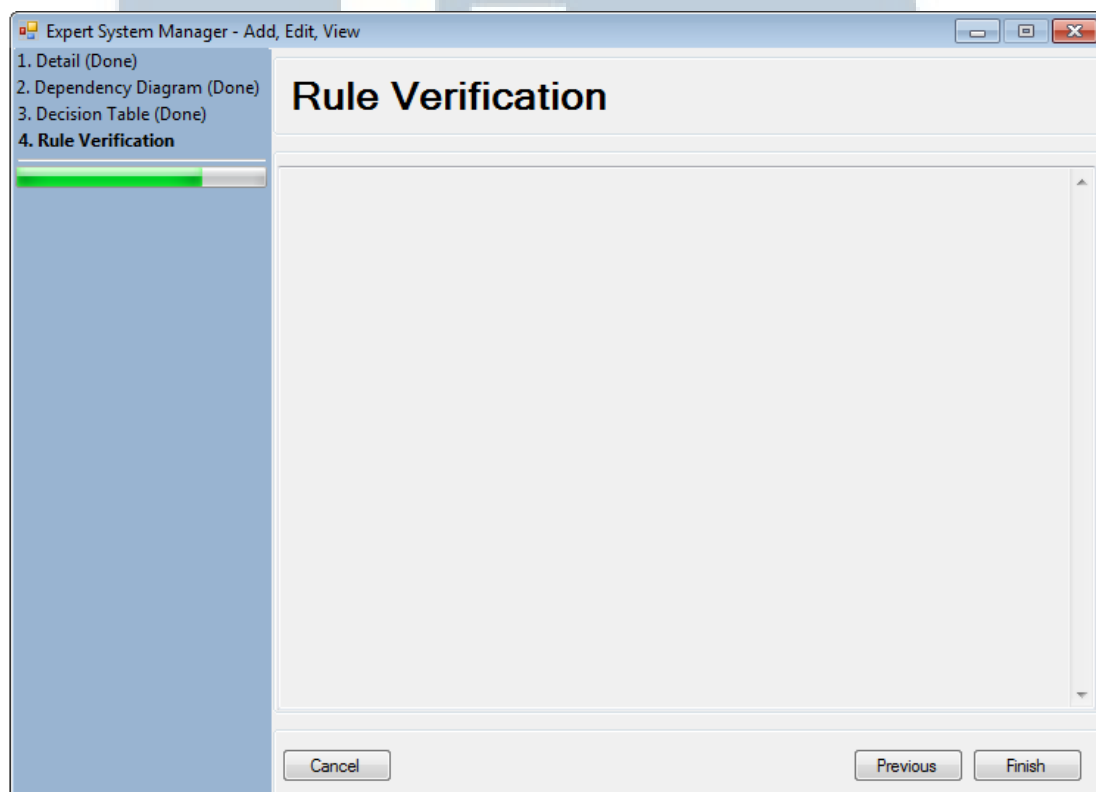 Expert System Manager - Add, Edit, View
1. Detail (Done)
2. Dependency Diagram (Done)
3. Decision Table (Done)
4. Rule Verification
Rule Verification
Cancel
Previous
Finish